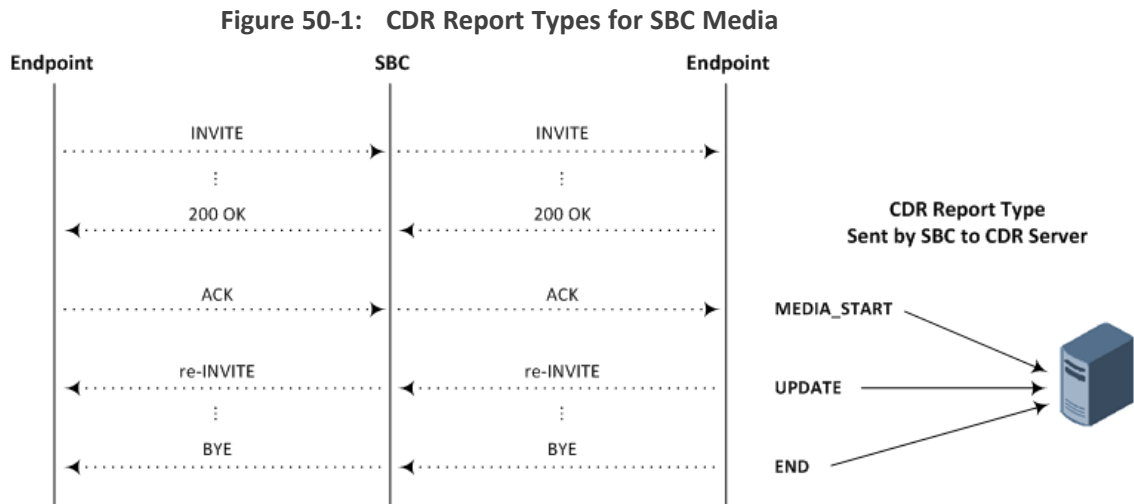 Figure 50-1: CDR Report Types for SBC Media
Endpoint SBC Endpoint
INVITE INVITE
⋮ ⋮
200 OK 200 OK
CDR Report Type
Sent by SBC to CDR Server
ACK ACK MEDIA_START
re-INVITE re-INVITE UPDATE
⋮ ⋮
BYE BYE END